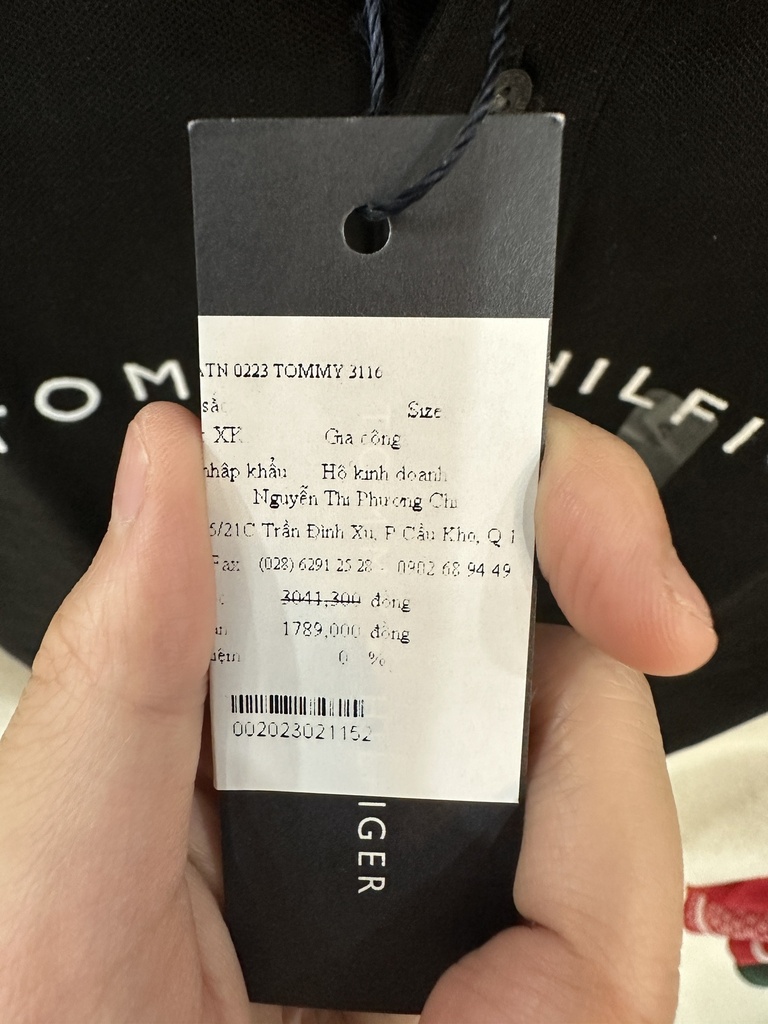 TOMMY HILFI
ATN 0223 TOMMY 3116
sắc Size
XK Gia công
nhập khẩu Hộ kinh doanh
Nguyễn Thị Phương Chi
5/21C Trần Đình Xu, P Cầu Kho, Q 1
Fax (028) 6291 25 28 - 0902 68 94 49
3041,300 đồng
1789,000 đồng
0 %
002023021152
IGER